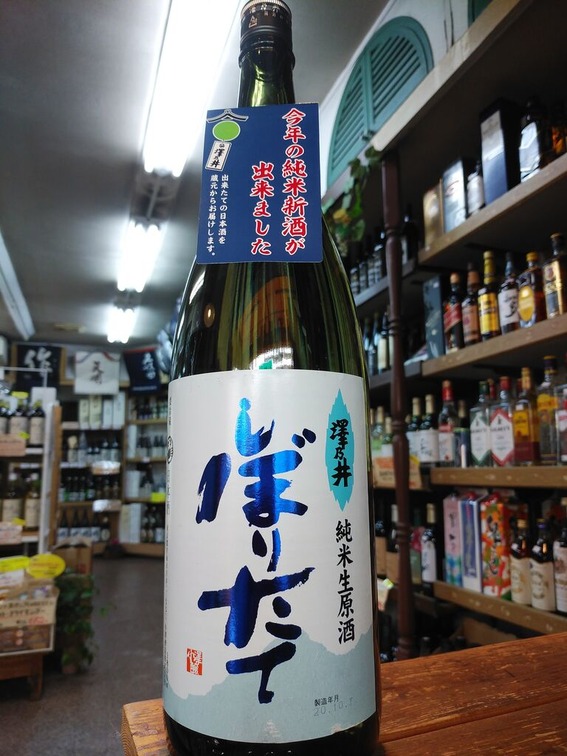 今年の純米新酒が
出来ました
澤乃井
出来たての日本酒を
蔵元からお届けします。
澤乃井
純米生原酒
しぼりたて
製造年月